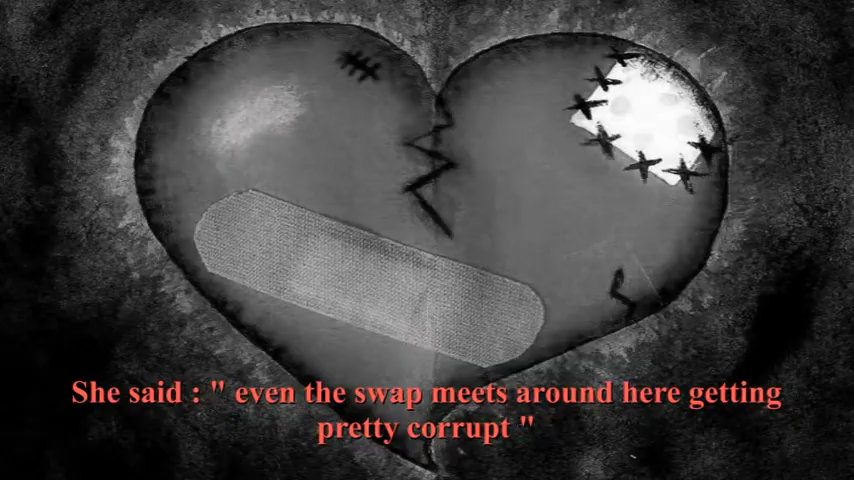 She said : " even the swap meets around here getting
pretty corrupt "